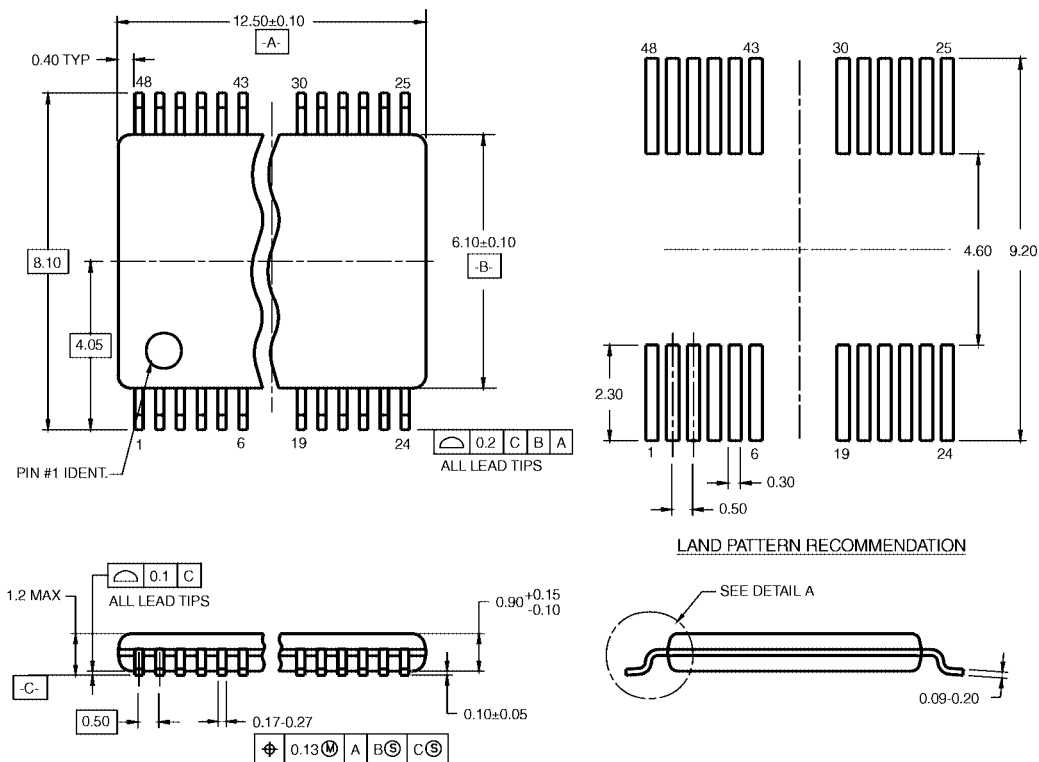 12.50±0.10
-A-
0.40 TYP
48 43 30 25
8.10
4.05
6.10±0.10
-B-
1 6 19 24
⌓ 0.2 C B A
ALL LEAD TIPS
PIN #1 IDENT.
48 43 30 25
4.60
9.20
2.30
1 6 19 24
0.30
0.50
LAND PATTERN RECOMMENDATION
⌓ 0.1 C
ALL LEAD TIPS
1.2 MAX
0.90 +0.15 -0.10
-C-
0.50
0.17-0.27
0.10±0.05
⌖ 0.13Ⓜ A BⓈ CⓈ
SEE DETAIL A
0.09-0.20